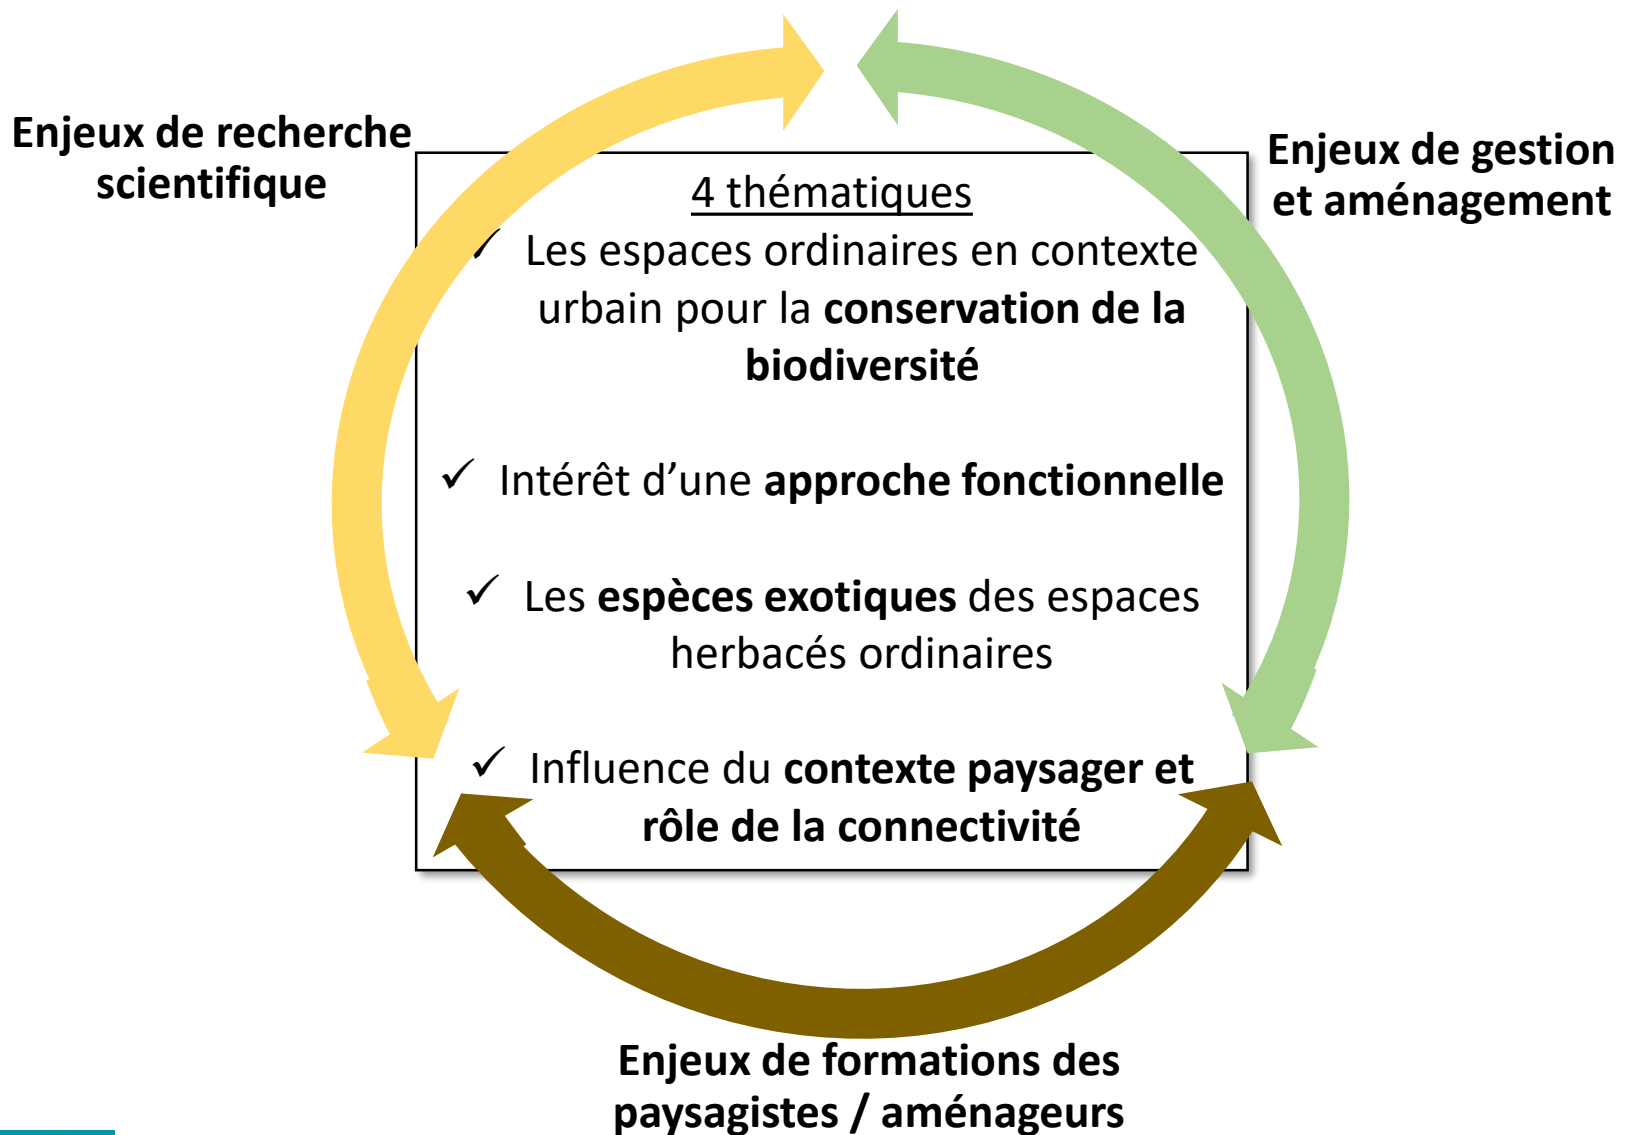 Enjeux de recherche
scientifique
Enjeux de gestion
et aménagement
4 thématiques
✓ Les espaces ordinaires en contexte
urbain pour la conservation de la
biodiversité
✓ Intérêt d’une approche fonctionnelle
✓ Les espèces exotiques des espaces
herbacés ordinaires
✓ Influence du contexte paysager et
rôle de la connectivité
Enjeux de formations des
paysagistes / aménageurs